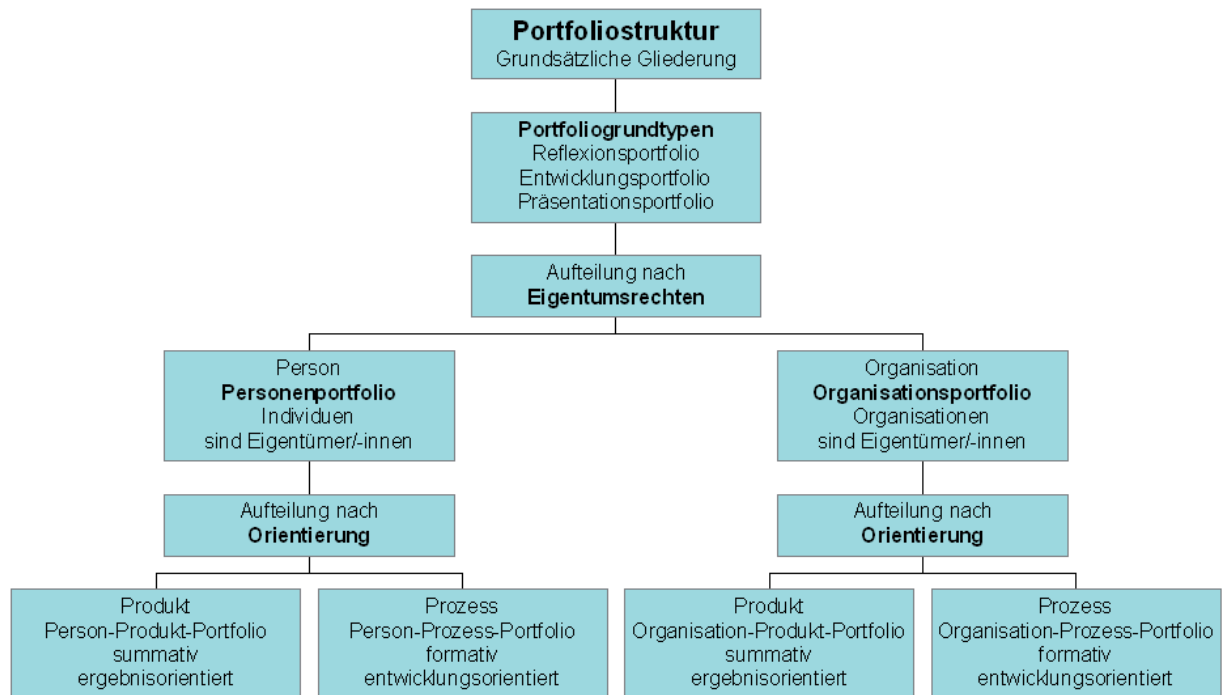 Portfoliostruktur
Grundsätzliche Gliederung
Portfoliogrundtypen
Reflexionsportfolio
Entwicklungsportfolio
Präsentationsportfolio
Aufteilung nach
Eigentumsrechten
Person
Personenportfolio
Individuen
sind Eigentümer/-innen
Organisation
Organisationsportfolio
Organisationen
sind Eigentümer/-innen
Aufteilung nach
Orientierung
Aufteilung nach
Orientierung
Produkt
Person-Produkt-Portfolio
summativ
ergebnisorientiert
Prozess
Person-Prozess-Portfolio
formativ
entwicklungsorientiert
Produkt
Organisation-Produkt-Portfolio
summativ
ergebnisorientiert
Prozess
Organisation-Prozess-Portfolio
formativ
entwicklungsorientiert